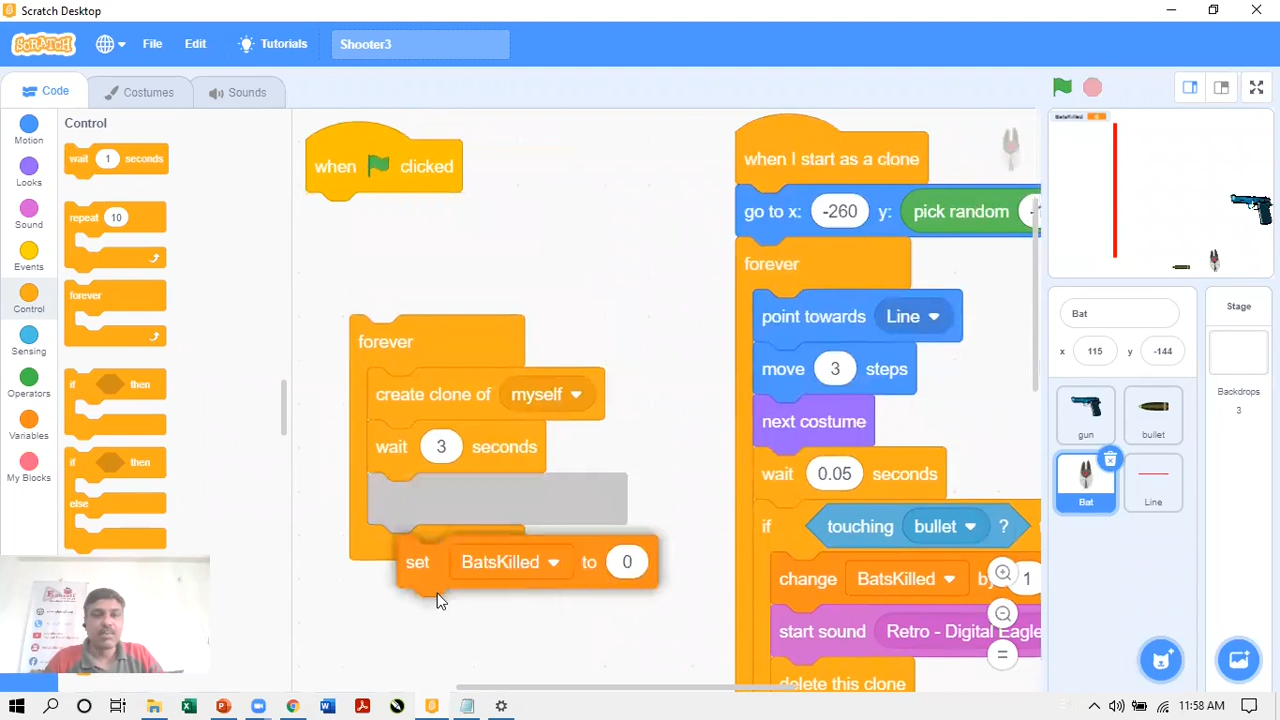 Scratch Desktop
SCRATCH
File
Edit
Tutorials
Shooter3
Code
Costumes
Sounds
Motion
Looks
Sound
Events
Control
Sensing
Operators
Variables
My Blocks
Control
wait 1 seconds
repeat 10
forever
if then
if then
else
when clicked
forever
create clone of myself
wait 3 seconds
set BatsKilled to 0
when I start as a clone
go to x: -260 y: pick random
forever
point towards Line
move 3 steps
next costume
wait 0.05 seconds
if touching bullet ?
change BatsKilled by 1
start sound Retro - Digital Eagle
delete this clone
BatsKilled
Bat
x 115 y -144
gun
bullet
Bat
Line
Stage
Backdrops
3
11:58 AM